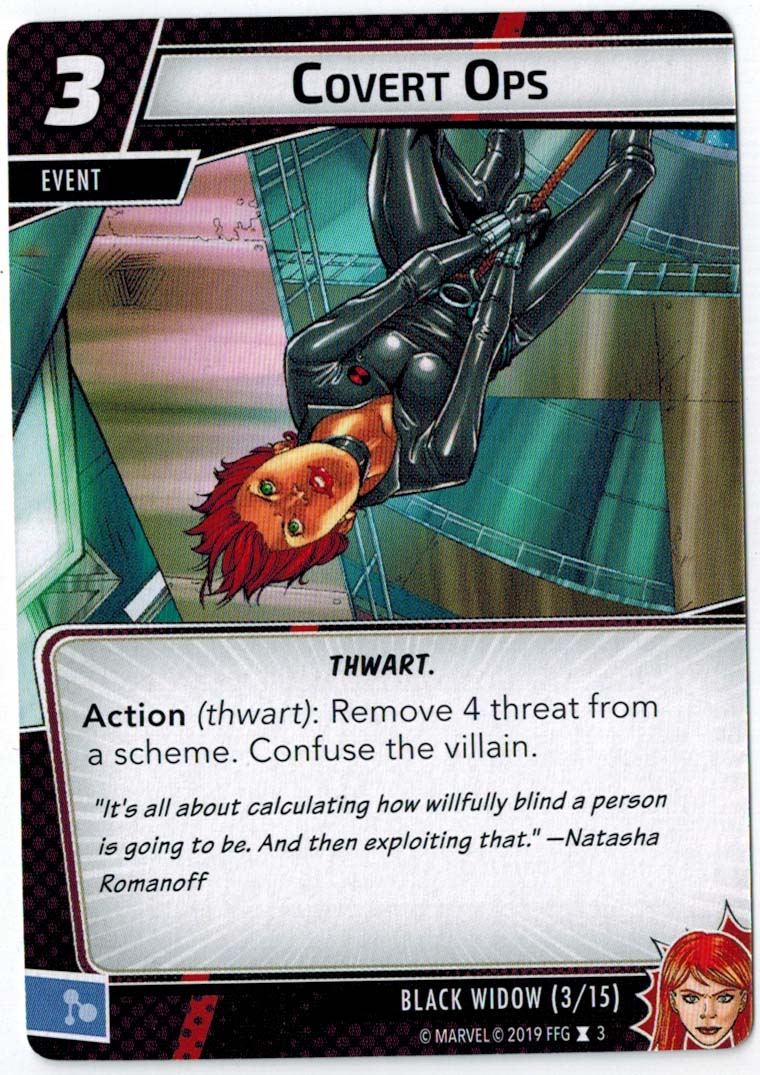 3
COVERT OPS
EVENT
THWART.
Action (thwart): Remove 4 threat from
a scheme. Confuse the villain.
"It's all about calculating how willfully blind a person
is going to be. And then exploiting that." —Natasha
Romanoff
BLACK WIDOW (3/15)
© MARVEL © 2019 FFG 3